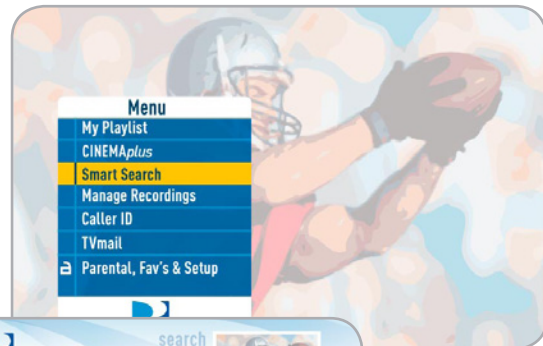 Menu
My Playlist
CINEMAplus
Smart Search
Manage Recordings
Caller ID
TVmail
a Parental, Fav's & Setup
search